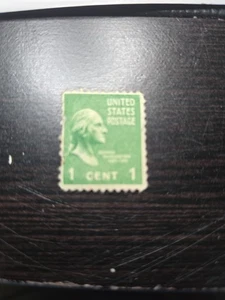 UNITED
STATES
POSTAGE
1 CENT 1